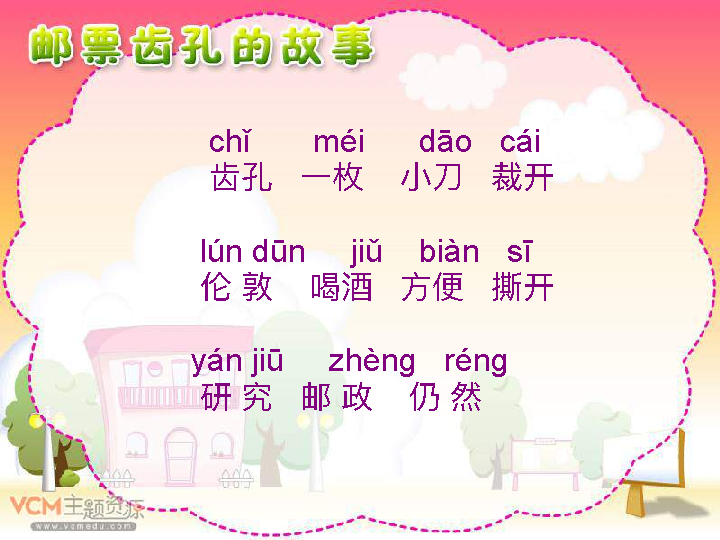 邮票齿孔的故事
chǐ méi dāo cái
齿孔 一枚 小刀 裁开
lún dūn jiǔ biàn sī
伦 敦 喝酒 方便 撕开
yán jiū zhèng réng
研 究 邮 政 仍 然
VCM主题资源
www.vcmedu.com